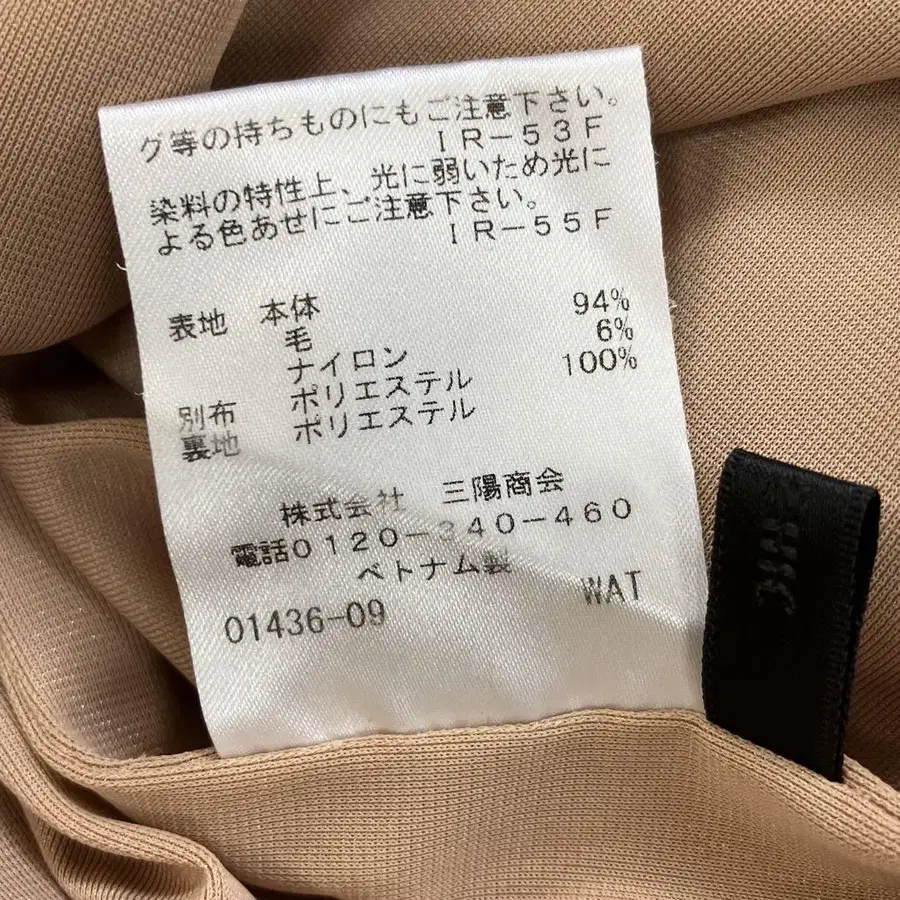 グ等の持ちものにもご注意下さい。
IR-53F
染料の特性上、光に弱いため光に
よる色あせにご注意下さい。
IR-55F
表地 本体
毛 94%
ナイロン 6%
ポリエステル 100%
別布 ポリエステル
裏地
株式会社 三陽商会
電話0120-340-460
ベトナム製
01436-09 WAT